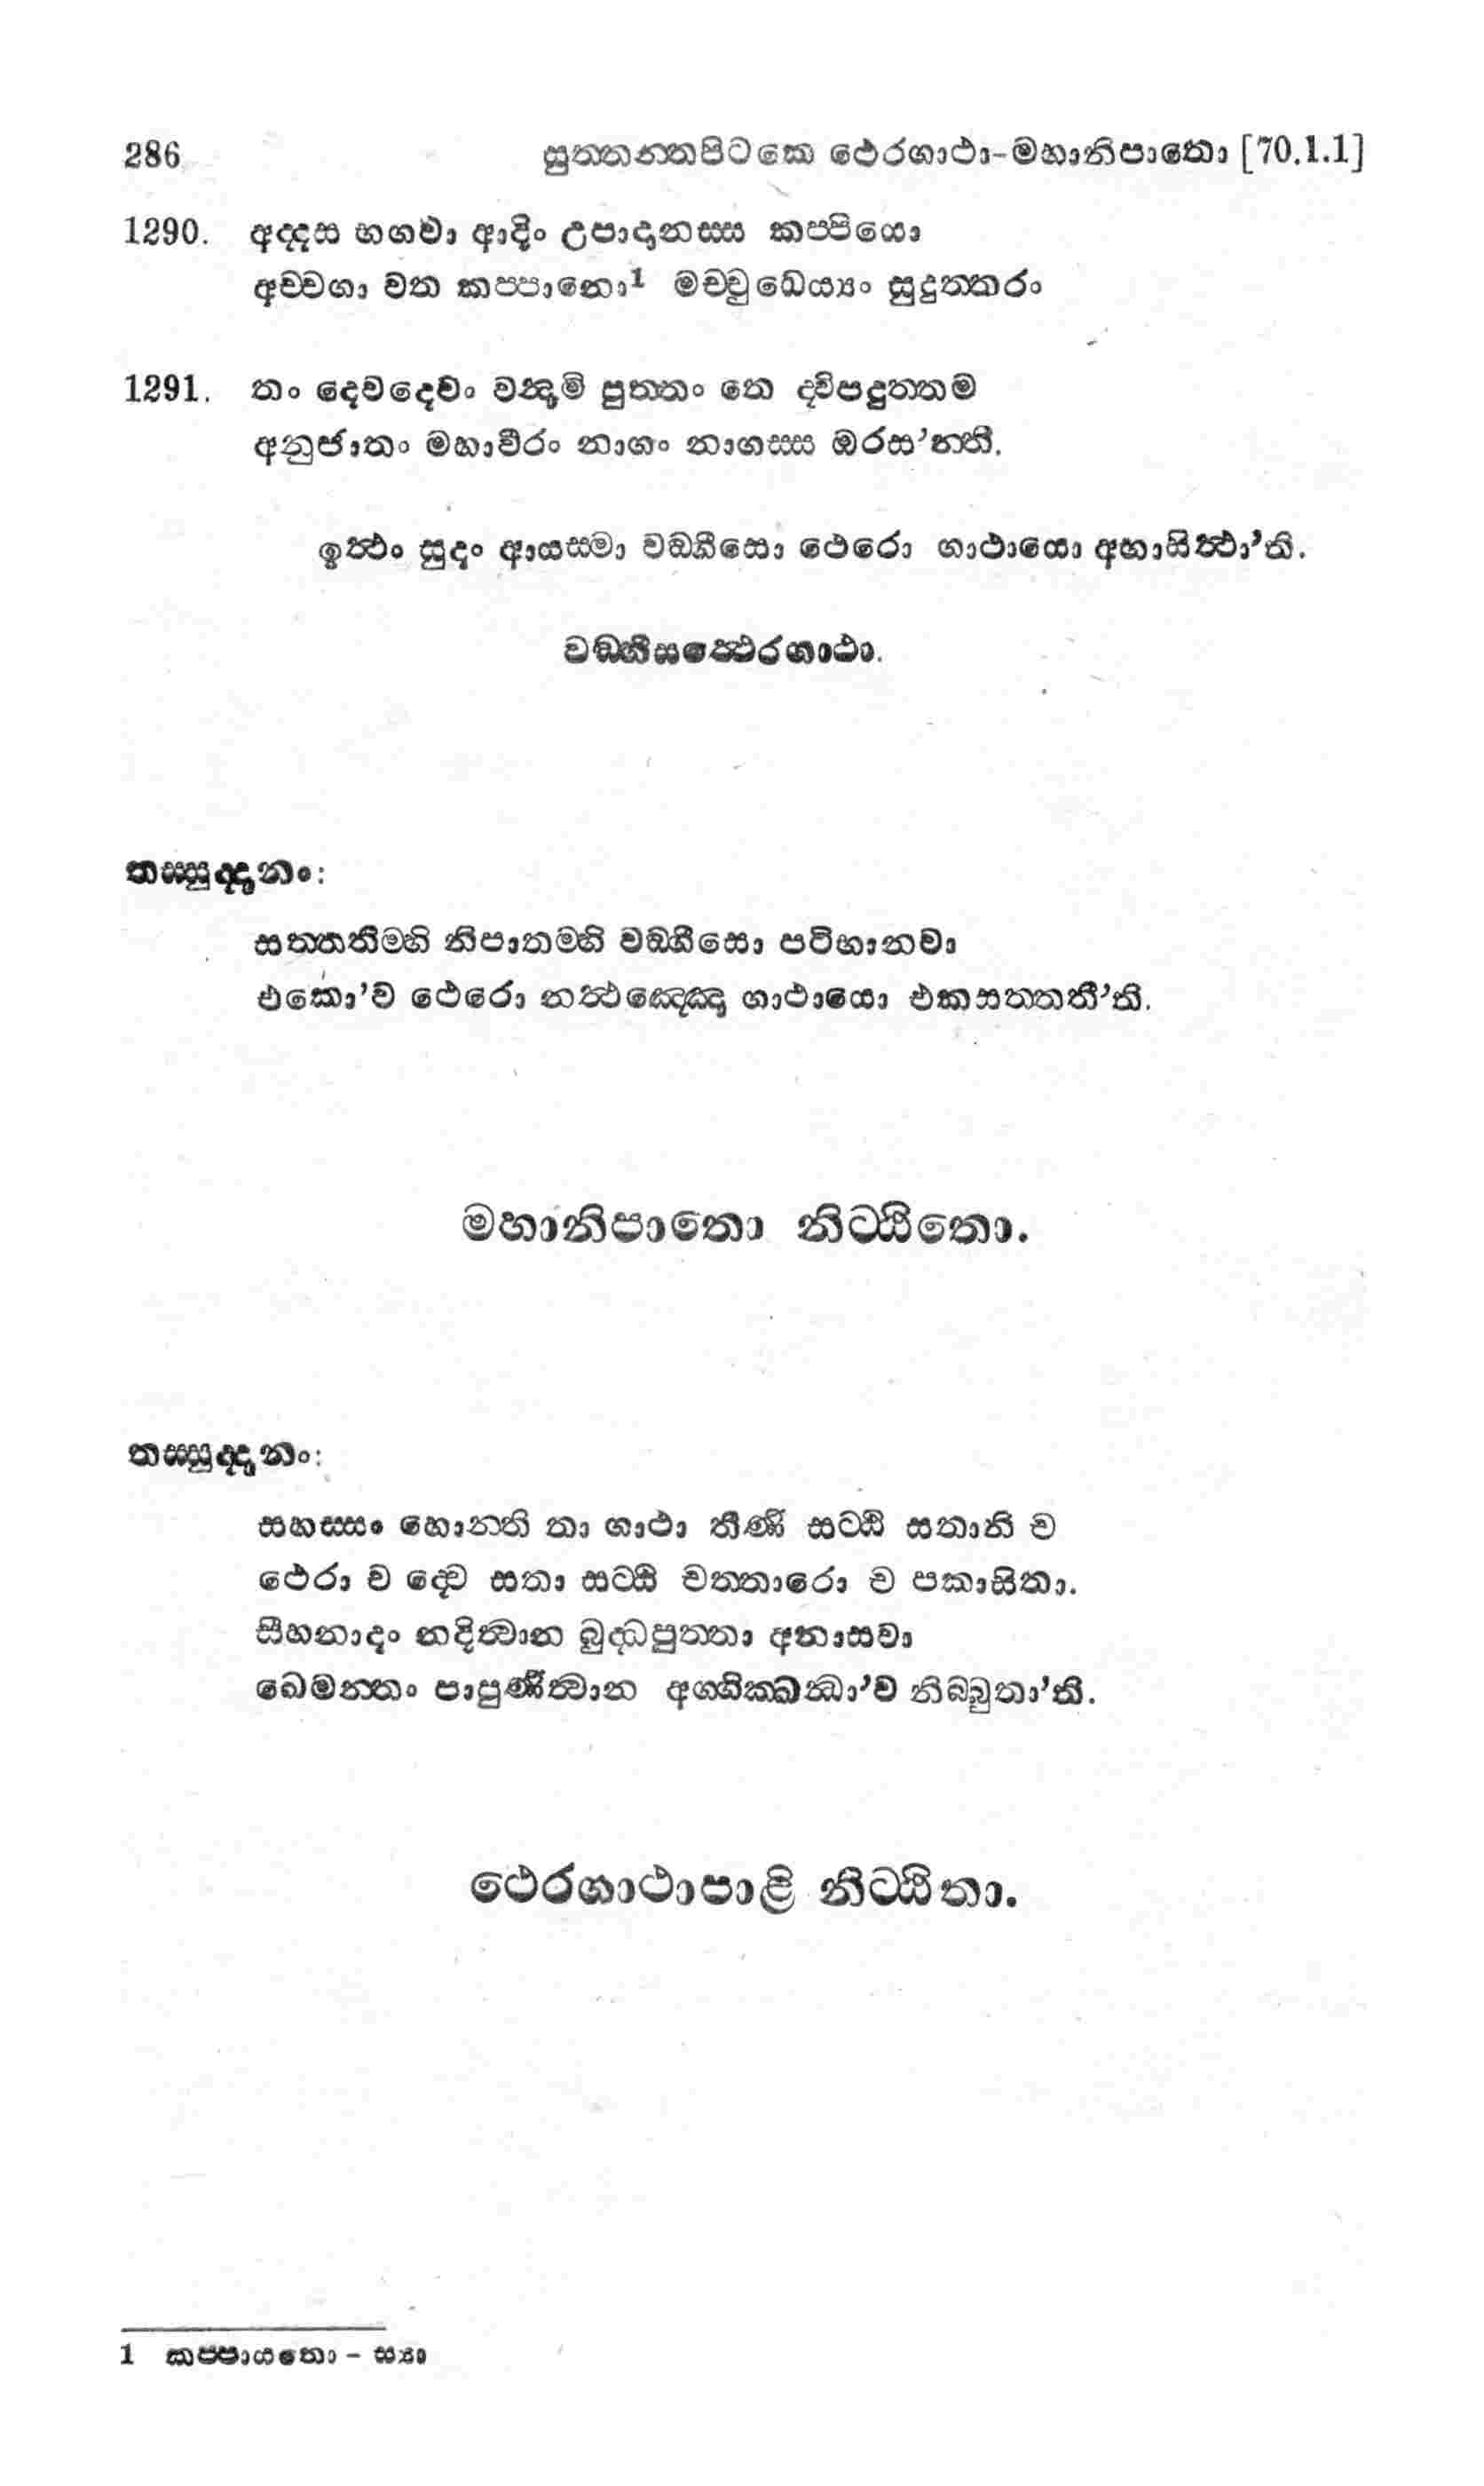 286 සුත්තන්තපිටකෙ ථෙරගාථා-මහානිපාතො [70.1.1]
1290. අද්දස භගවා ආදිං උපාදානස්ස කප්පියො
අච්චගා වත කප්පානො¹ මච්චුධෙය්‍යං සුදුත්තරං
1291. තං දෙවදෙවං වන්දාමි පුත්තං තෙ ද්විපදුත්තම
අනුජාතං මහාවීරං නාගං නාගස්ස ඔරස’න්තී.
ඉත්ථං සුදං ආයස්මා වඞ්ගීසො ථෙරො ගාථායො අභාසිත්ථා’ති.
වඞ්ගීසත්ථෙරගාථා.
තස්සුද්දානං:
සත්තතිම්හි නිපාතම්හි වඞ්ගීසො පටිභානවා
එකො’ව ථෙරො නත්ථඤ්ඤො ගාථායො එකසත්තතී’ති.
මහානිපාතො නිට්ඨිතො.
තස්සුද්දානං:
සහස්සං හොන්ති තා ගාථා තීණි සට්ඨි සතානි ච
ථෙරා ච ද්වෙ සතා සට්ඨි චත්තාරො ච පකාසිතා.
සීහනාදං නදිත්වාන බුද්ධපුත්තා අනාසවා
ඛෙමන්තං පාපුණිත්වාන අග්ගික්ඛන්ධා’ව නිබ්බුතා’ති.
ථෙරගාථාපාළි නිට්ඨිතා.
1 කප්පායතො - ස්‍යා